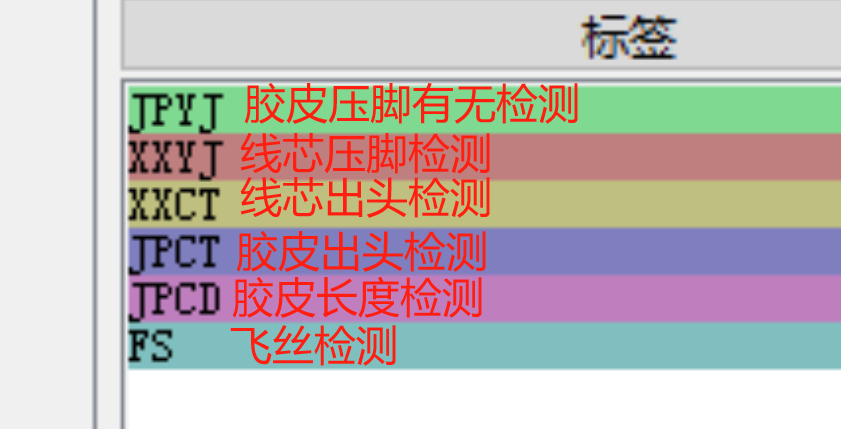 标签
JPYJ 胶皮压脚有无检测
XXYJ 线芯压脚检测
XXCT 线芯出头检测
JPCT 胶皮出头检测
JPCD 胶皮长度检测
FS 飞丝检测